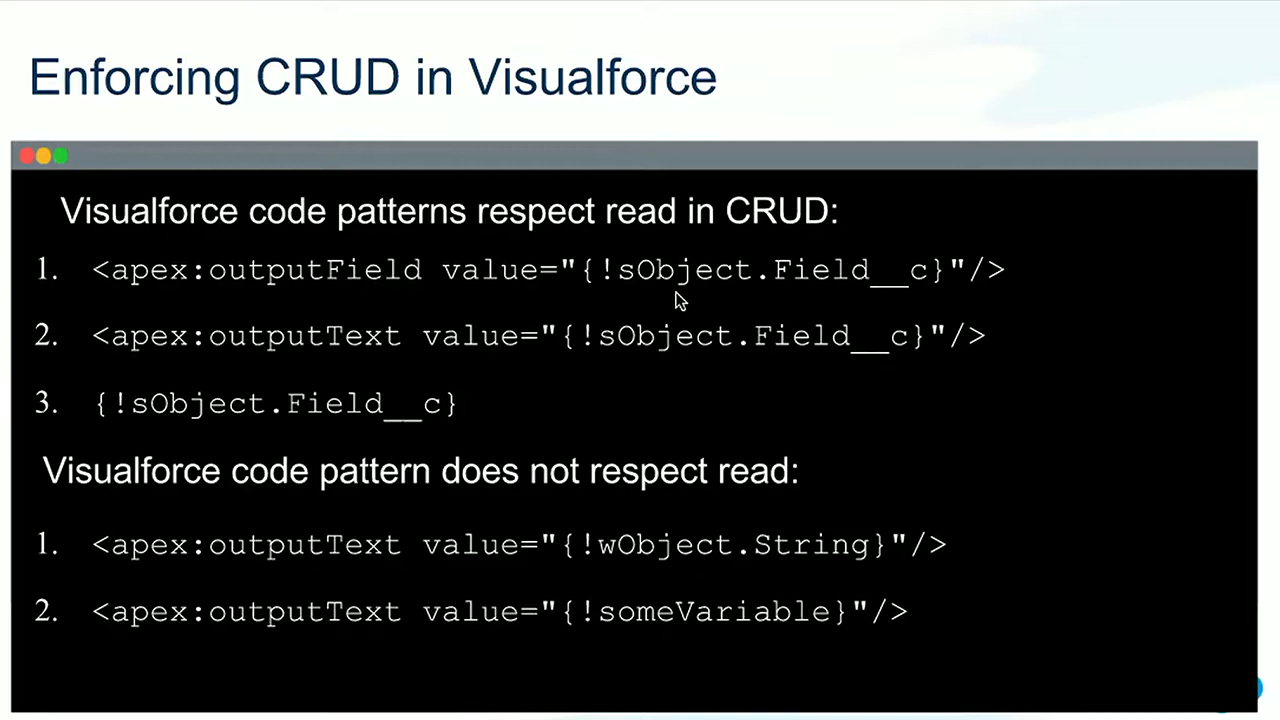 Enforcing CRUD in Visualforce
Visualforce code patterns respect read in CRUD:
1. <apex:outputField value="{!sObject.Field__c}"/>
2. <apex:outputText value="{!sObject.Field__c}"/>
3. {!sObject.Field__c}
Visualforce code pattern does not respect read:
1. <apex:outputText value="{!wObject.String}"/>
2. <apex:outputText value="{!someVariable}"/>